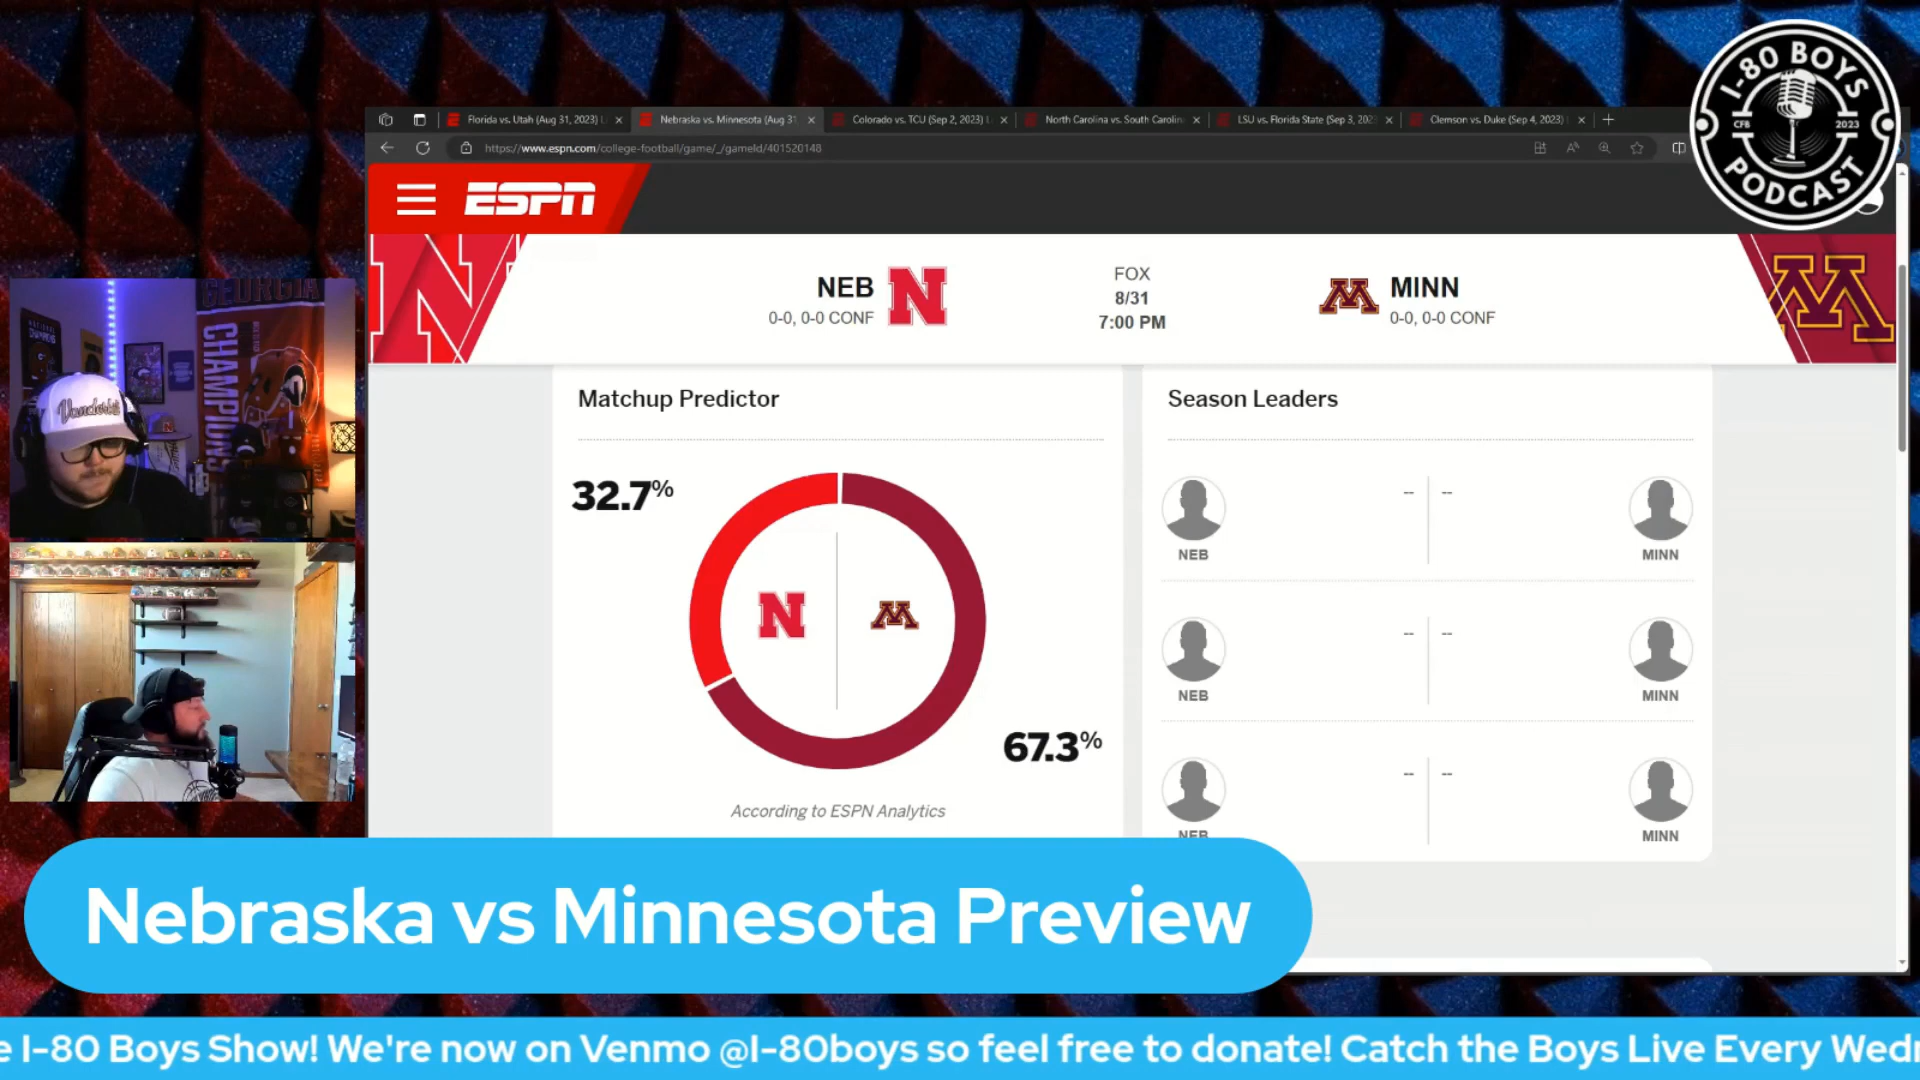 I-80 BOYS
CFB 2023
PODCAST
Florida vs. Utah (Aug 31, 2023)
Nebraska vs. Minnesota (Aug 31
Colorado vs. TCU (Sep 2, 2023)
North Carolina vs. South Carolin
LSU vs. Florida State (Sep 3, 202
Clemson vs. Duke (Sep 4, 2023)
https://www.espn.com/college-football/game/_/gameId/401520148
ESPN
NEB
0-0, 0-0 CONF
FOX
8/31
7:00 PM
MINN
0-0, 0-0 CONF
GEORGIA
CHAMPIONS
Matchup Predictor
32.7%
67.3%
According to ESPN Analytics
Season Leaders
-- --
NEB MINN
-- --
NEB MINN
-- --
NEB MINN
Nebraska vs Minnesota Preview
e I-80 Boys Show! We're now on Venmo @I-80boys so feel free to donate! Catch the Boys Live Every Wedn